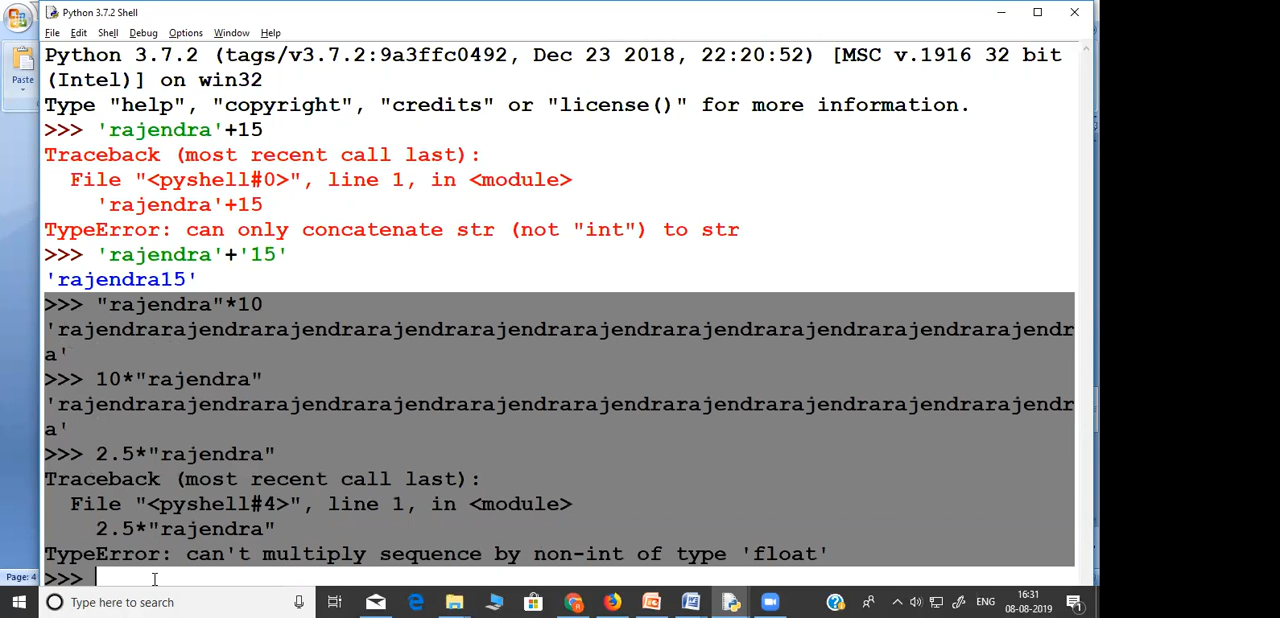 Python 3.7.2 Shell
File Edit Shell Debug Options Window Help
Paste
Python 3.7.2 (tags/v3.7.2:9a3ffc0492, Dec 23 2018, 22:20:52) [MSC v.1916 32 bit
(Intel)] on win32
Type "help", "copyright", "credits" or "license()" for more information.
>>> 'rajendra'+15
Traceback (most recent call last):
  File "<pyshell#0>", line 1, in <module>
    'rajendra'+15
TypeError: can only concatenate str (not "int") to str
>>> 'rajendra'+'15'
'rajendra15'
>>> "rajendra"*10
'rajendrarajendrarajendrarajendrarajendrarajendrarajendrarajendrarajendrarajendr
a'
>>> 10*"rajendra"
'rajendrarajendrarajendrarajendrarajendrarajendrarajendrarajendrarajendrarajendr
a'
>>> 2.5*"rajendra"
Traceback (most recent call last):
  File "<pyshell#4>", line 1, in <module>
    2.5*"rajendra"
TypeError: can't multiply sequence by non-int of type 'float'
>>>
Page: 4
Type here to search
ENG
16:31
08-08-2019
1